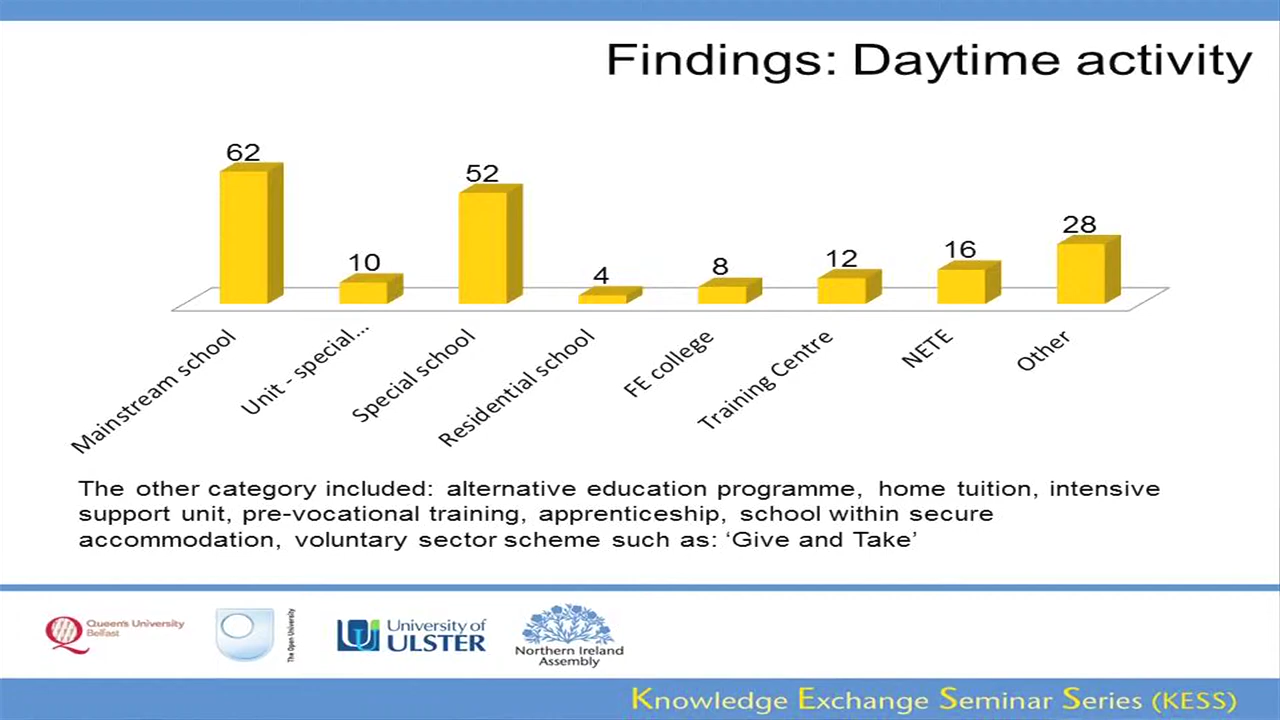 Findings: Daytime activity
62
10
52
4
8
12
16
28
Mainstream school
Unit - special...
Special school
Residential school
FE college
Training Centre
NETE
Other
The other category included: alternative education programme, home tuition, intensive
support unit, pre-vocational training, apprenticeship, school within secure
accommodation, voluntary sector scheme such as: ‘Give and Take’
Queen's University
Belfast
The Open University
University of
ULSTER
Northern Ireland
Assembly
Knowledge Exchange Seminar Series (KESS)